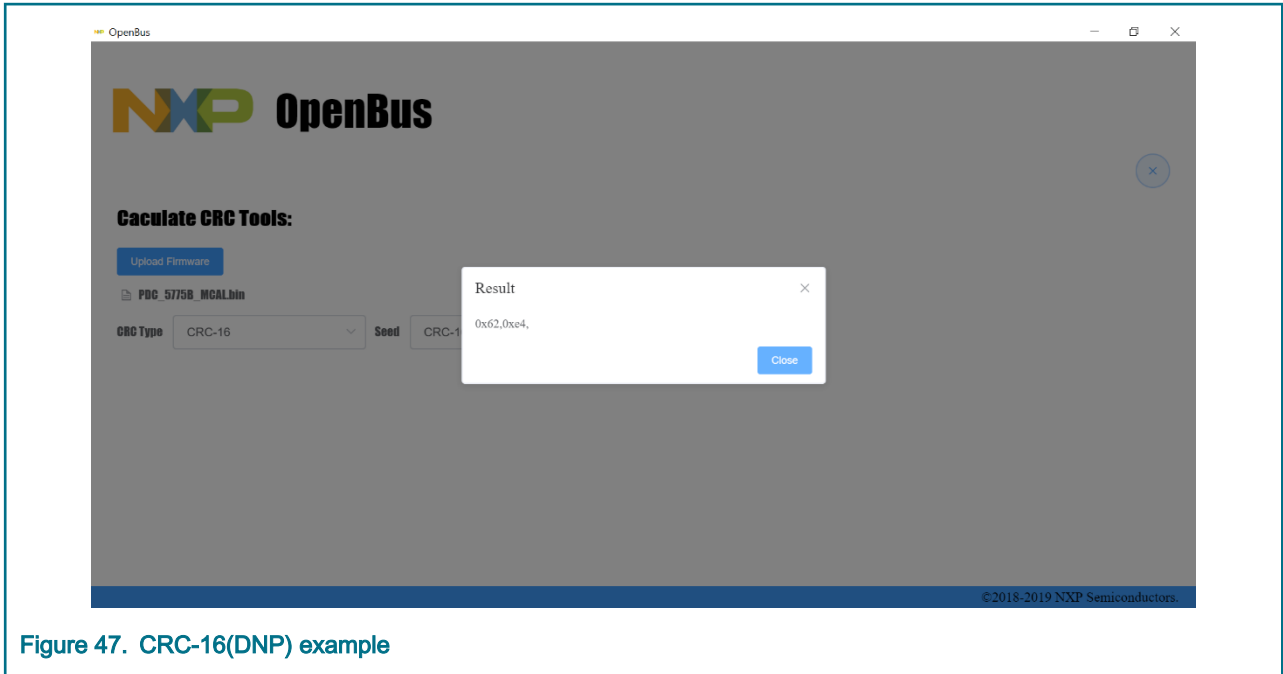 OpenBus
NXP OpenBus
Caculate CRC Tools:
Upload Firmware
PDC_5775B_MCAL.bin
CRC Type CRC-16 Seed CRC-1
Result
0x62,0xe4,
Close
©2018-2019 NXP Semiconductors.
Figure 47. CRC-16(DNP) example